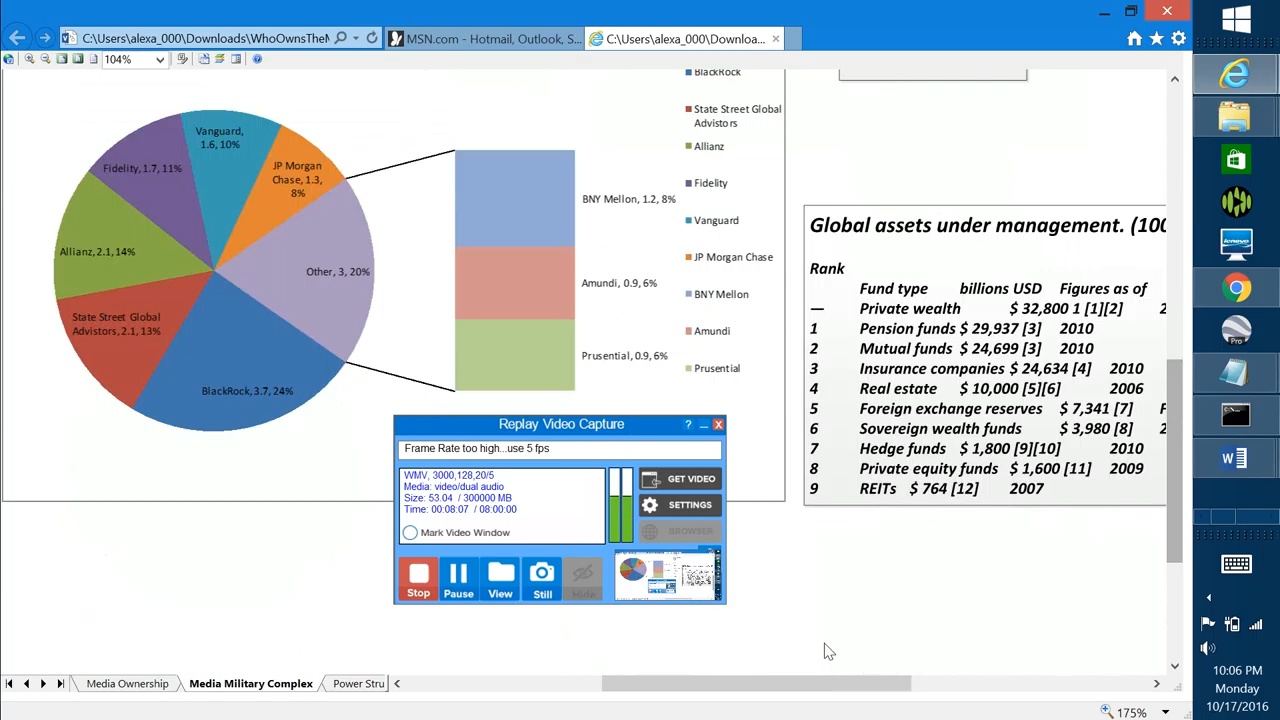 C:\Users\alexa_000\Downloads\WhoOwnsTheM
MSN.com - Hotmail, Outlook, S...
C:\Users\alexa_000\Downloa...
104%
Vanguard,
1.6, 10%
Fidelity, 1.7, 11%
JP Morgan
Chase, 1.3,
8%
Allianz, 2.1, 14%
Other, 3, 20%
State Street Global
Advistors, 2.1, 13%
BlackRock, 3.7, 24%
BNY Mellon, 1.2, 8%
Amundi, 0.9, 6%
Prusential, 0.9, 6%
BlackRock
State Street Global
Advistors
Allianz
Fidelity
Vanguard
JP Morgan Chase
BNY Mellon
Amundi
Prusential
Global assets under management. (100
Rank
Fund type billions USD Figures as of
— Private wealth $ 32,800 1 [1][2] 2
1 Pension funds $ 29,937 [3] 2010
2 Mutual funds $ 24,699 [3] 2010
3 Insurance companies $ 24,634 [4] 2010
4 Real estate $ 10,000 [5][6] 2006
5 Foreign exchange reserves $ 7,341 [7] F
6 Sovereign wealth funds $ 3,980 [8] 2
7 Hedge funds $ 1,800 [9][10] 2010
8 Private equity funds $ 1,600 [11] 2009
9 REITs $ 764 [12] 2007
Replay Video Capture
Frame Rate too high...use 5 fps
WMV, 3000,128,20/5
Media: video/dual audio
Size: 53.04 / 300000 MB
Time: 00:08:07 / 08:00:00
Mark Video Window
GET VIDEO
SETTINGS
BROWSER
Stop
Pause
View
Still
Hide
Media Ownership
Media Military Complex
Power Stru
175%
lenovo
Pro
10:06 PM
Monday
10/17/2016